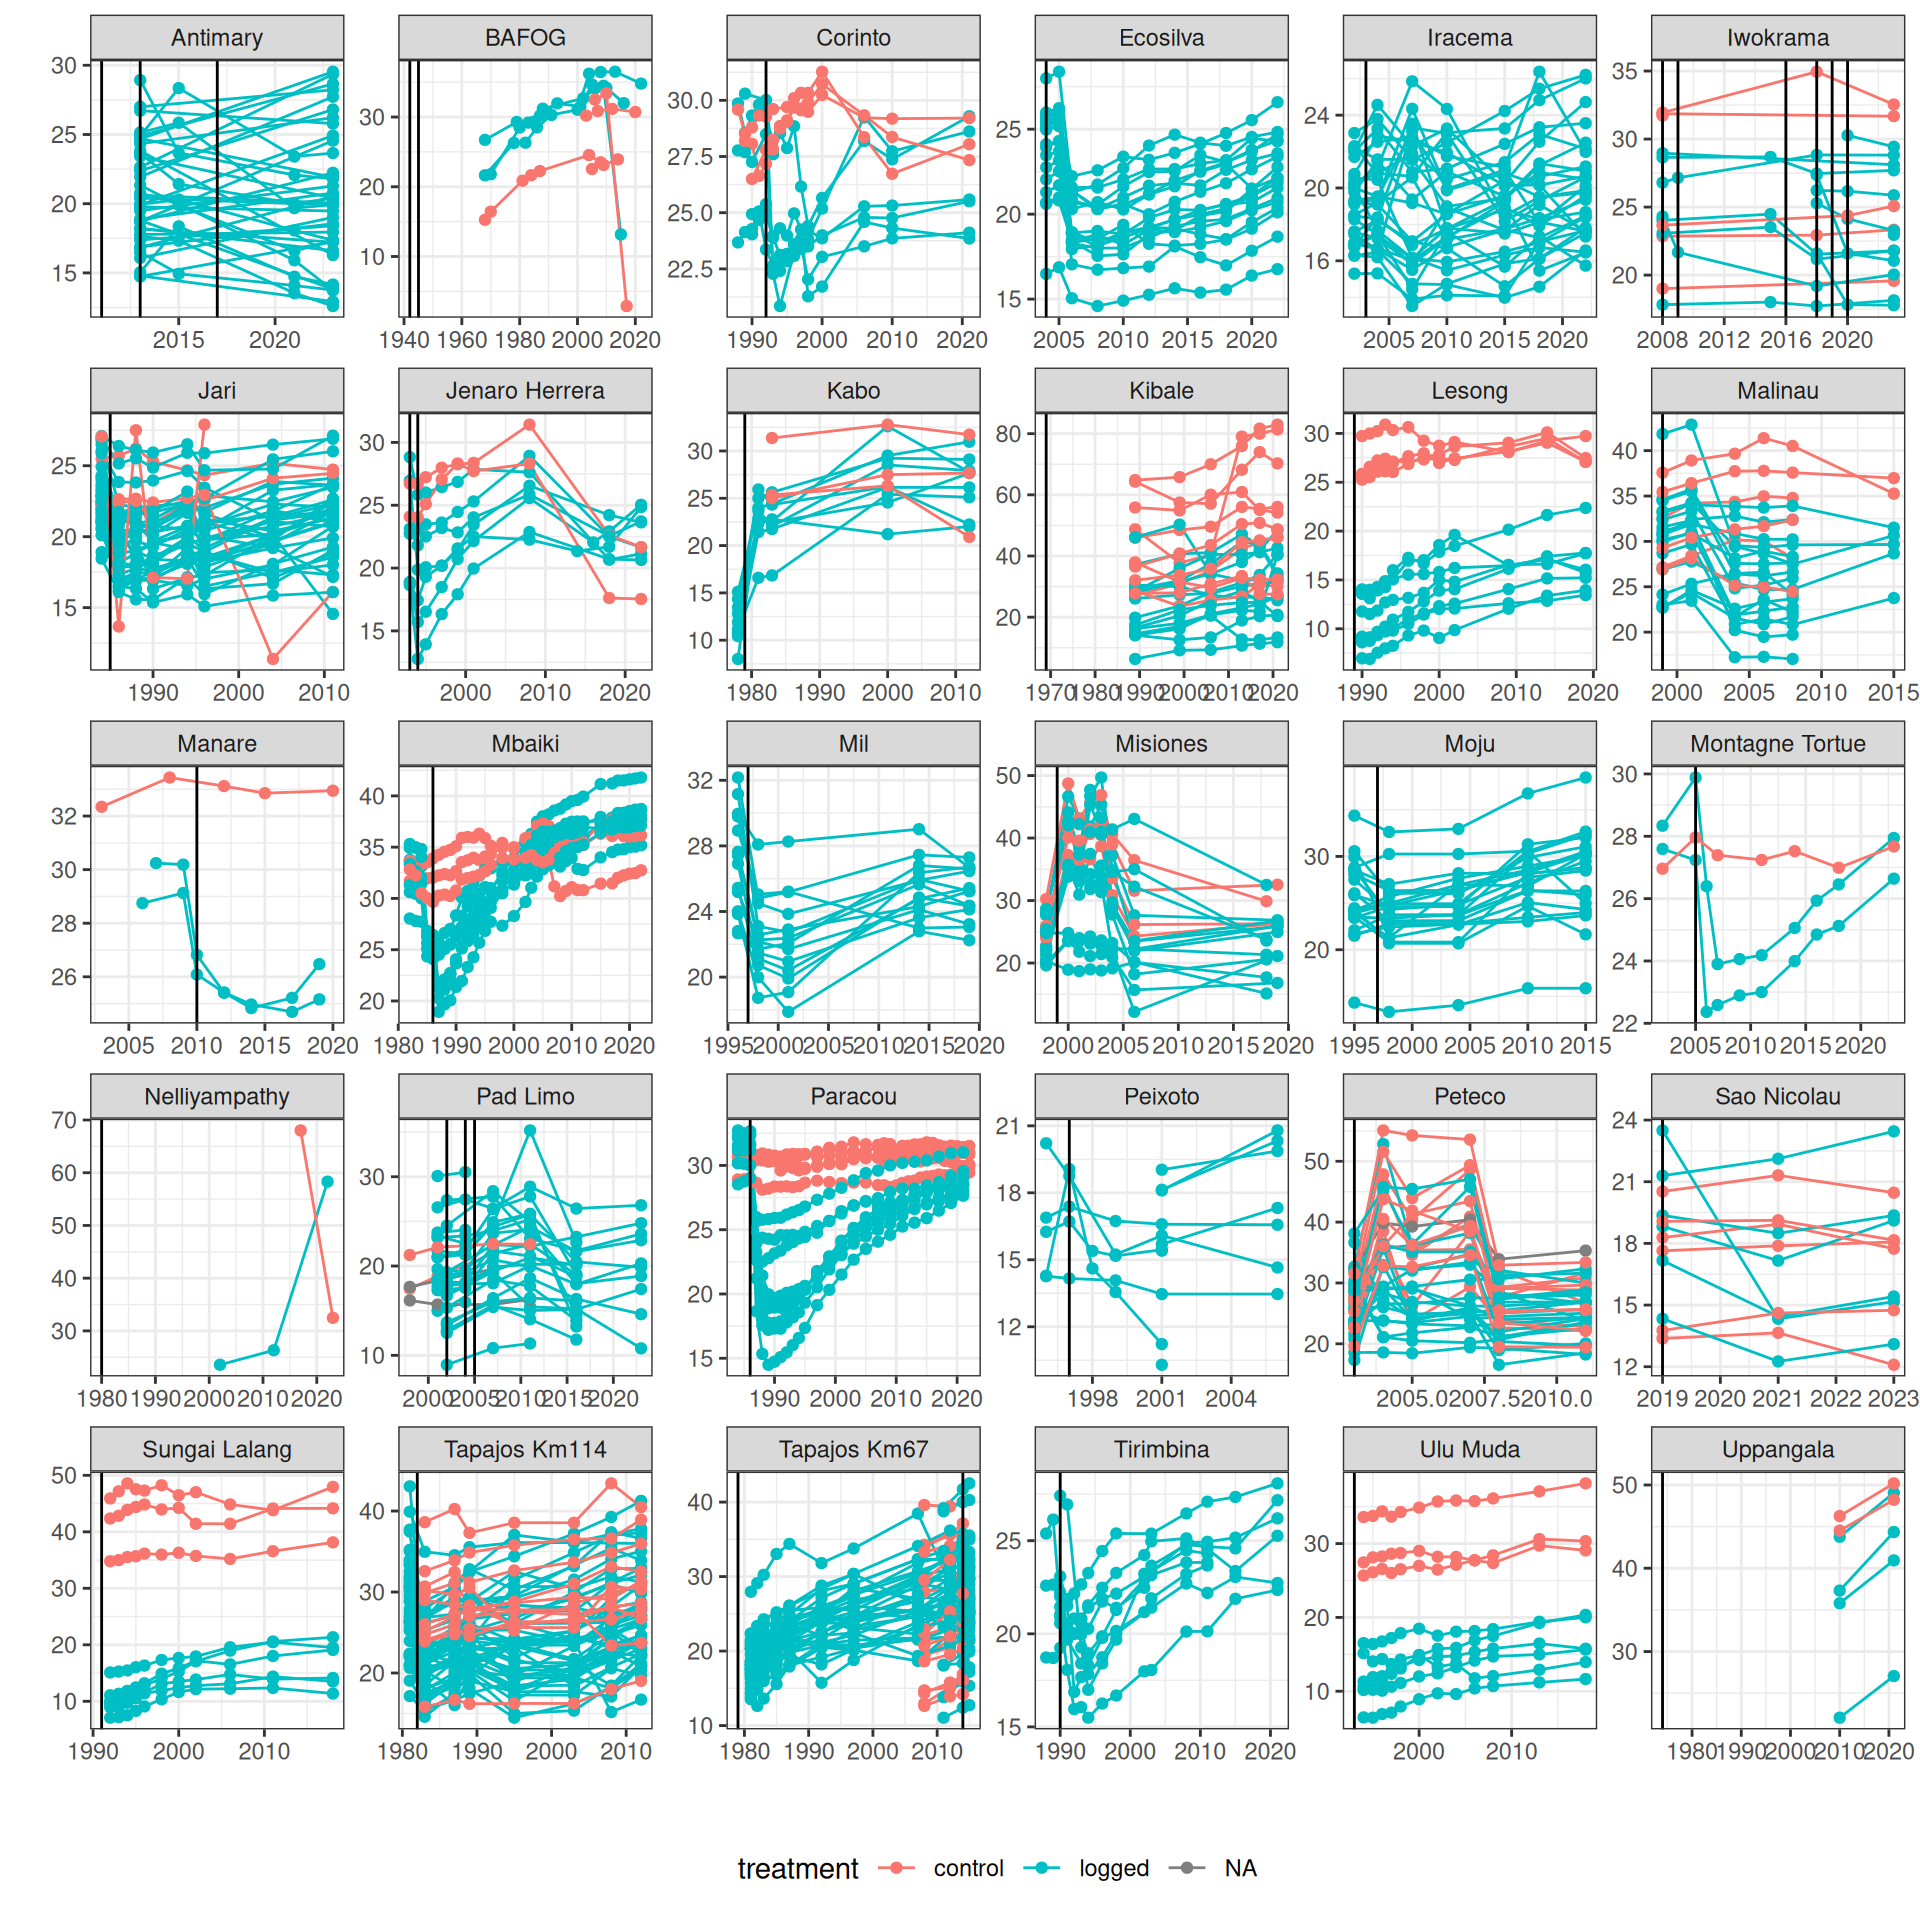 Antimary BAFOG Corinto Ecosilva Iracema Iwokrama
30 25 20 15
30 20 10
30.0 27.5 25.0 22.5
25 20 15
24 20 16
35 30 25 20
2015 2020 1940 1960 1980 2000 2020 1990 2000 2010 2020 2005 2010 2015 2020 2005 2010 2015 2020 2008 2012 2016 2020
Jari Jenaro Herrera Kabo Kibale Lesong Malinau
25 20 15
30 25 20 15
30 25 20 15 10
80 60 40 20
30 25 20 15 10
40 35 30 25 20
1990 2000 2010 2000 2010 2020 1980 1990 2000 2010 1970 1980 1990 2000 2010 2020 1990 2000 2010 2020 2000 2005 2010 2015
Manare Mbaiki Mil Misiones Moju Montagne Tortue
32 30 28 26
40 35 30 25 20
32 28 24 20
50 40 30 20
30 20
30 28 26 24 22
2005 2010 2015 2020 1980 1990 2000 2010 2020 1995 2000 2005 2010 2015 2020 2000 2005 2010 2015 2020 1995 2000 2005 2010 2015 2005 2010 2015 2020
Nelliyampathy Pad Limo Paracou Peixoto Peteco Sao Nicolau
70 60 50 40 30
30 20 10
30 25 20 15
21 18 15 12
50 40 30 20
24 21 18 15 12
1980 1990 2000 2010 2020 2000 2005 2010 2015 2020 1990 2000 2010 2020 1998 2001 2004 2005.0 2007.5 2010.0 2019 2020 2021 2022 2023
Sungai Lalang Tapajos Km114 Tapajos Km67 Tirimbina Ulu Muda Uppangala
50 40 30 20 10
40 30 20
40 30 20 10
25 20 15
30 20 10
50 40 30
1990 2000 2010 1980 1990 2000 2010 1980 1990 2000 2010 1990 2000 2010 2020 2000 2010 1980 1990 2000 2010 2020
treatment control logged NA